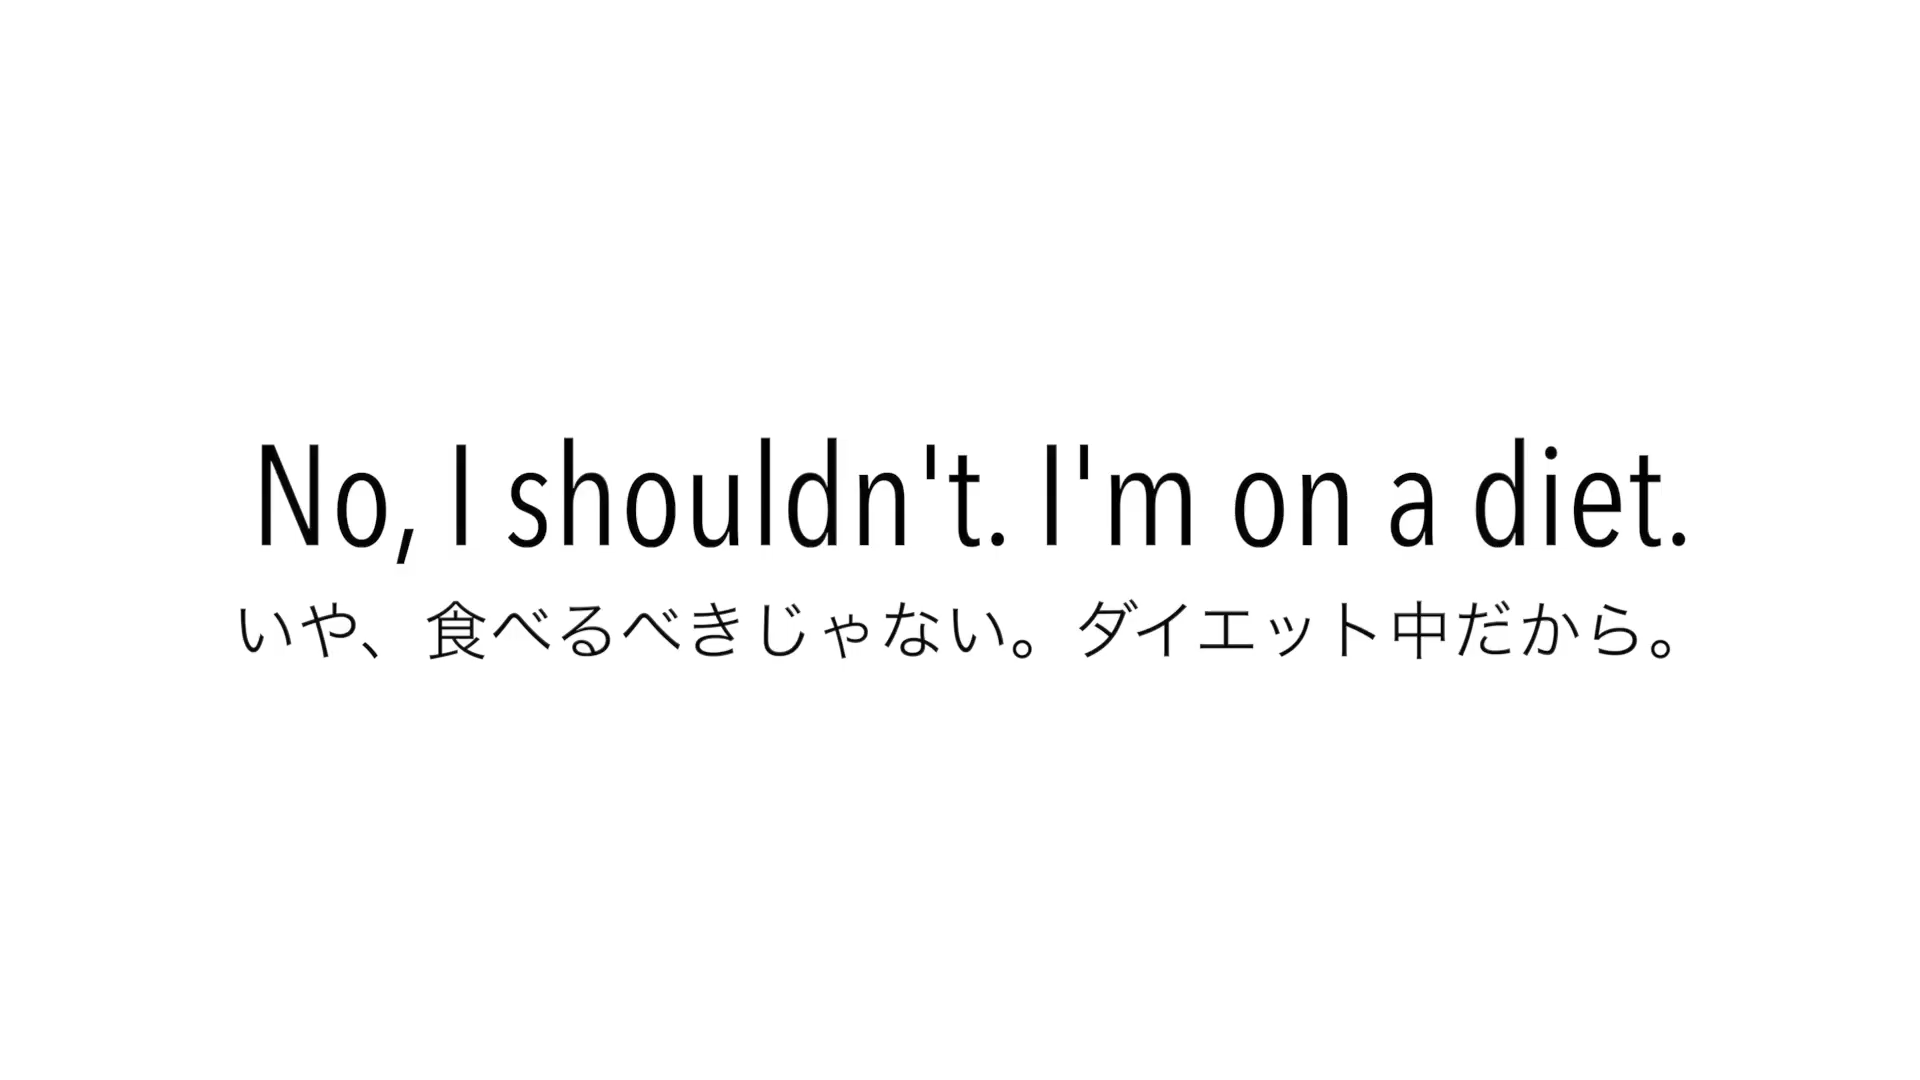 No, I shouldn't. I'm on a diet.
いや、食べるべきじゃない。ダイエット中だから。